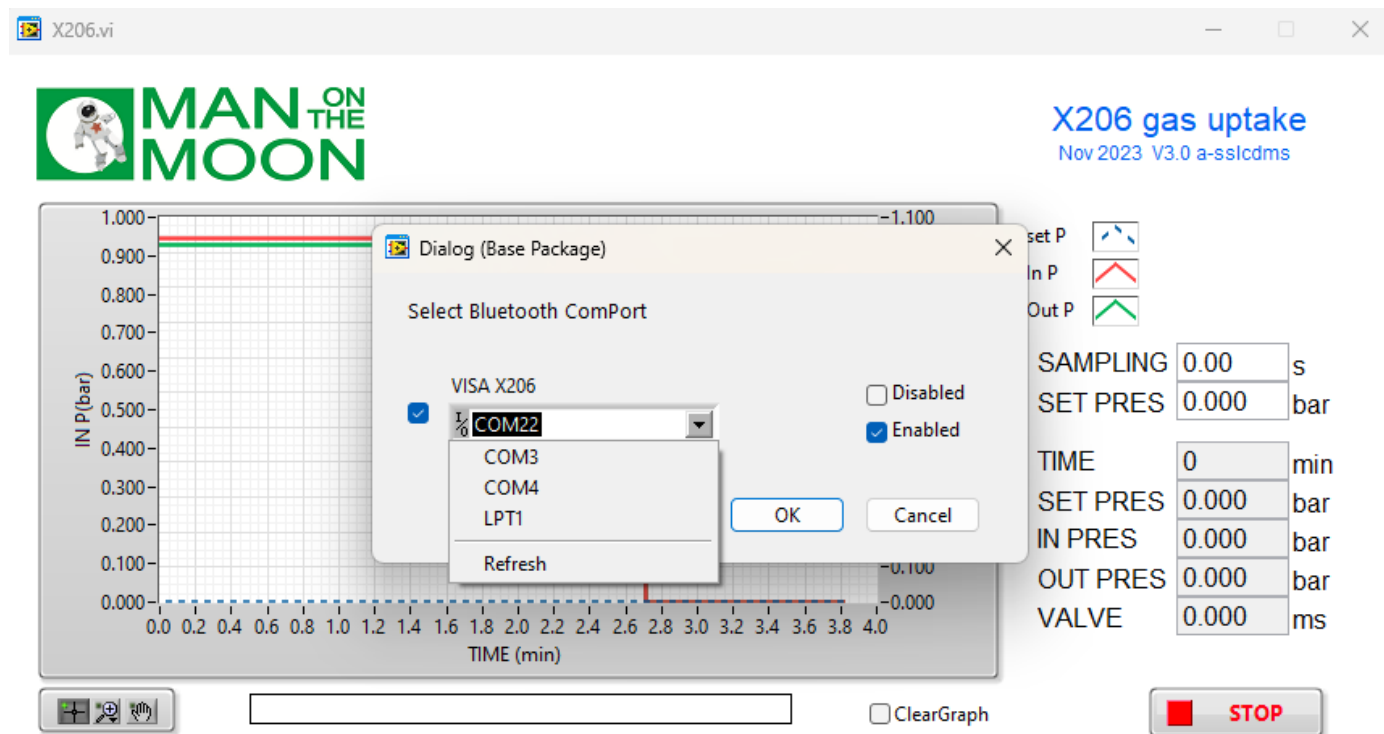 X206.vi
MAN ON THE MOON
X206 gas uptake
Nov 2023 V3.0 a-sslcdms
1.000
0.900
0.800
0.700
0.600
0.500
0.400
0.300
0.200
0.100
0.000
IN P(bar)
1.100
0.100
0.000
0.0 0.2 0.4 0.6 0.8 1.0 1.2 1.4 1.6 1.8 2.0 2.2 2.4 2.6 2.8 3.0 3.2 3.4 3.6 3.8 4.0
TIME (min)
Dialog (Base Package)
Select Bluetooth ComPort
VISA X206
I/O COM22
COM3
COM4
LPT1
Refresh
Disabled
Enabled
OK Cancel
set P
In P
Out P
SAMPLING 0.00 s
SET PRES 0.000 bar
TIME 0 min
SET PRES 0.000 bar
IN PRES 0.000 bar
OUT PRES 0.000 bar
VALVE 0.000 ms
ClearGraph
STOP